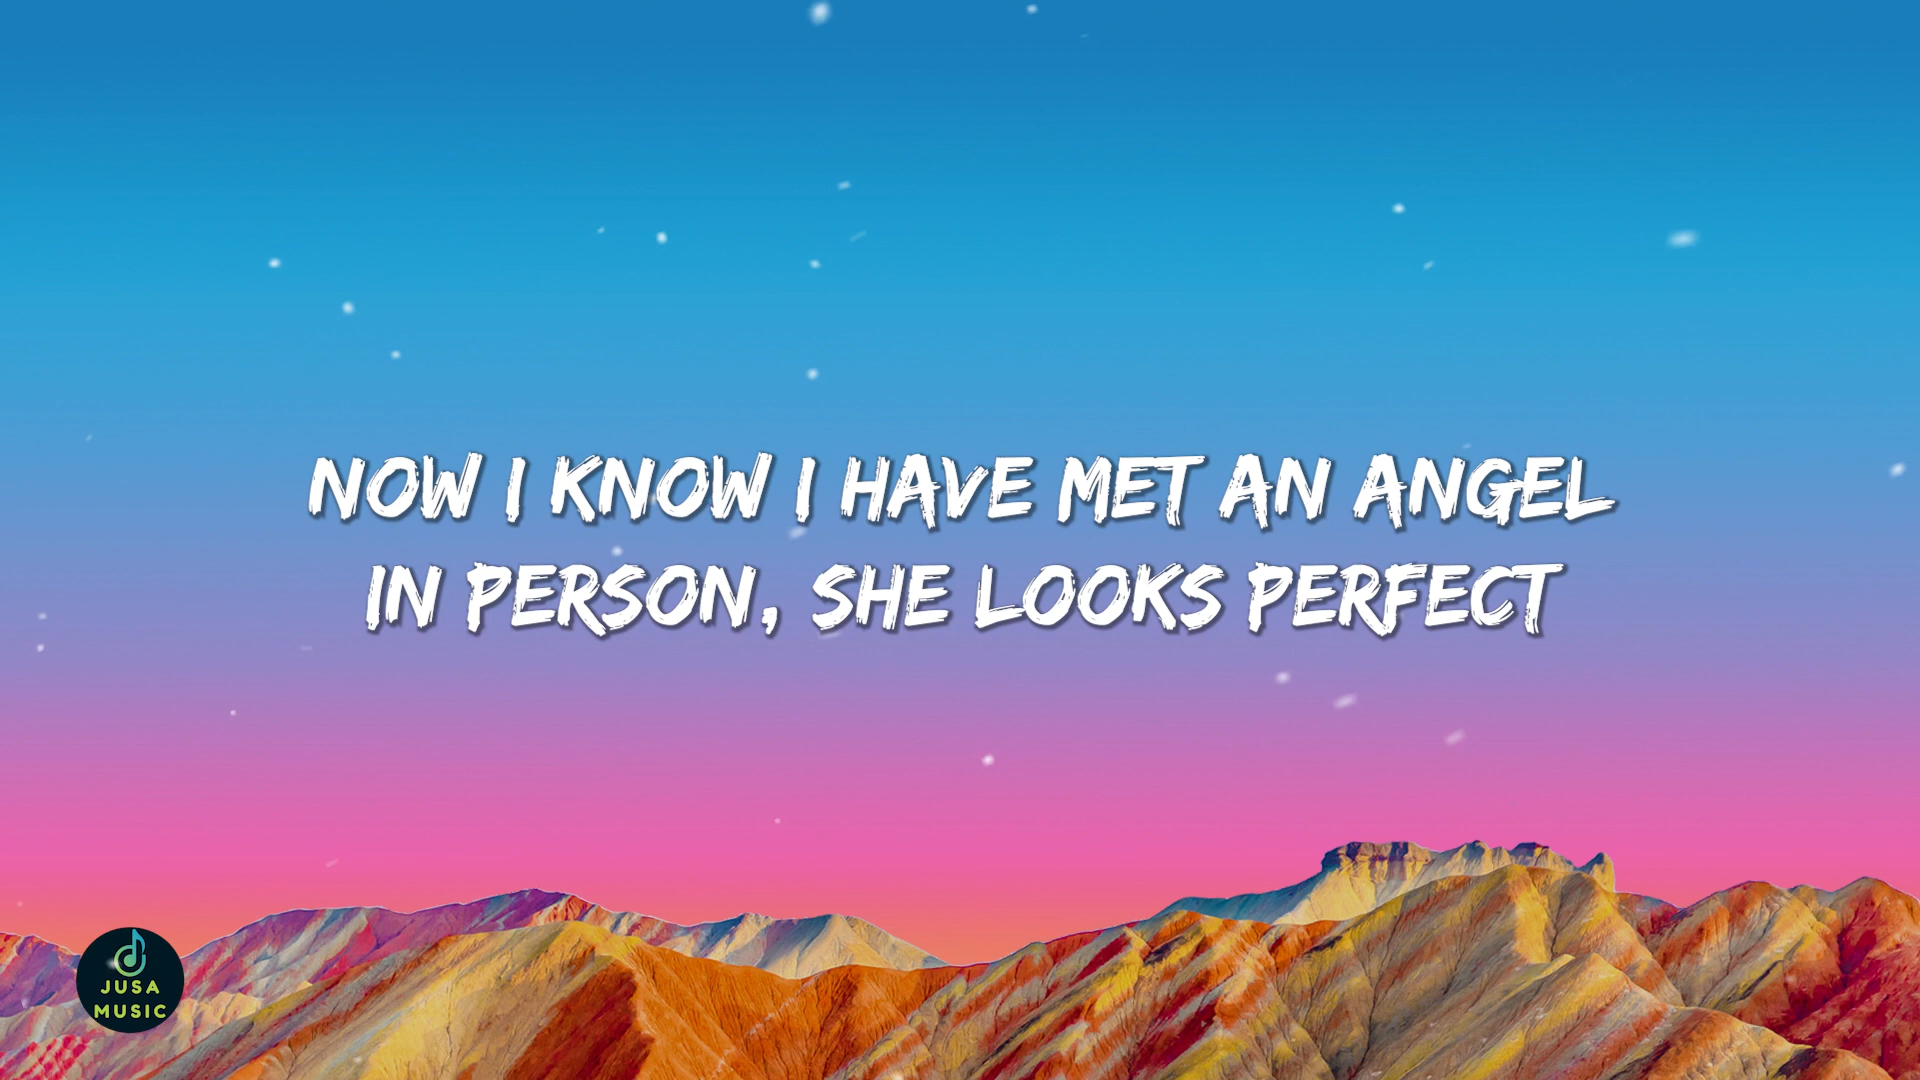 NOW I KNOW I HAVE MET AN ANGEL
IN PERSON, SHE LOOKS PERFECT
JUSA
MUSIC